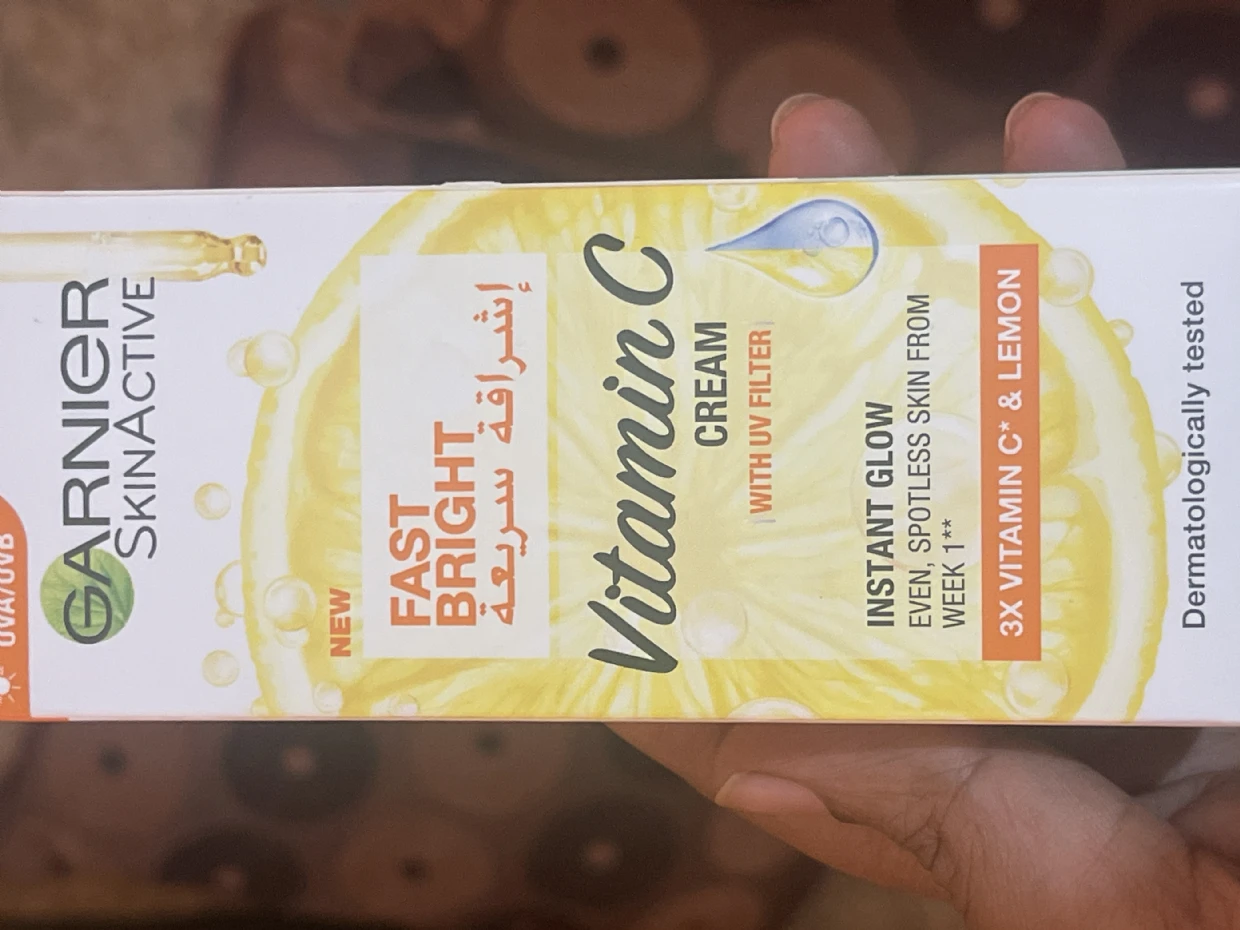 UVA/UVB
GARNIER
SKINACTIVE
NEW
FAST
BRIGHT
إشراقة سريعة
Vitamin C
CREAM
WITH UV FILTER
INSTANT GLOW
EVEN, SPOTLESS SKIN FROM
WEEK 1**
3X VITAMIN C* & LEMON
Dermatologically tested